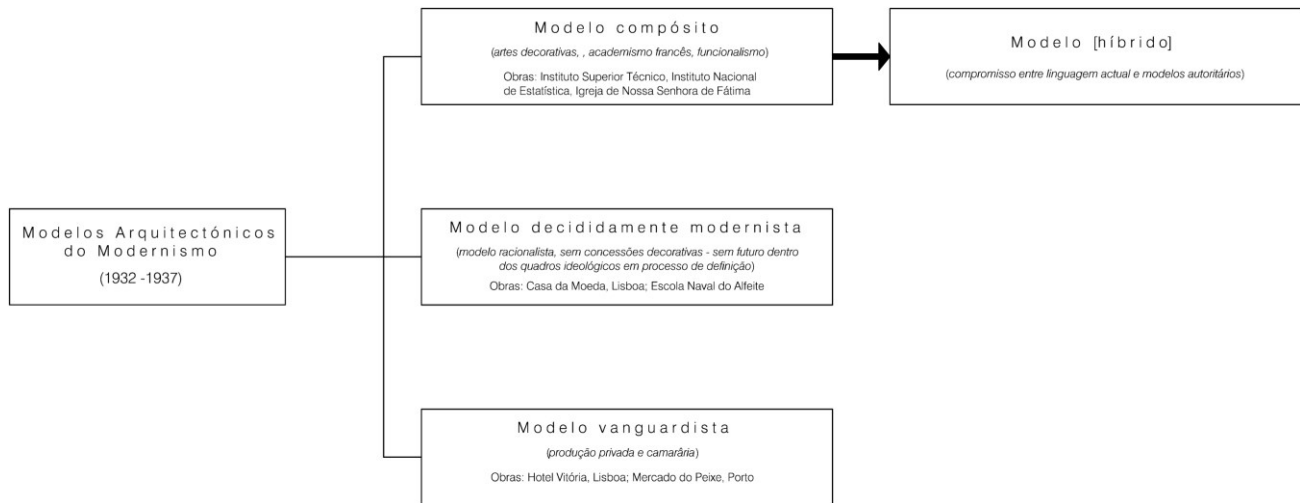 Modelo compósito
(artes decorativas, , academismo francês, funcionalismo)
Obras: Instituto Superior Técnico, Instituto Nacional
de Estatística, Igreja de Nossa Senhora de Fátima
Modelo [híbrido]
(compromisso entre linguagem actual e modelos autoritários)
Modelos Arquitectónicos
do Modernismo
(1932 -1937)
Modelo decididamente modernista
(modelo racionalista, sem concessões decorativas - sem futuro dentro
dos quadros ideológicos em processo de definição)
Obras: Casa da Moeda, Lisboa; Escola Naval do Alfeite
Modelo vanguardista
(produção privada e camarâria)
Obras: Hotel Vitória, Lisboa; Mercado do Peixe, Porto